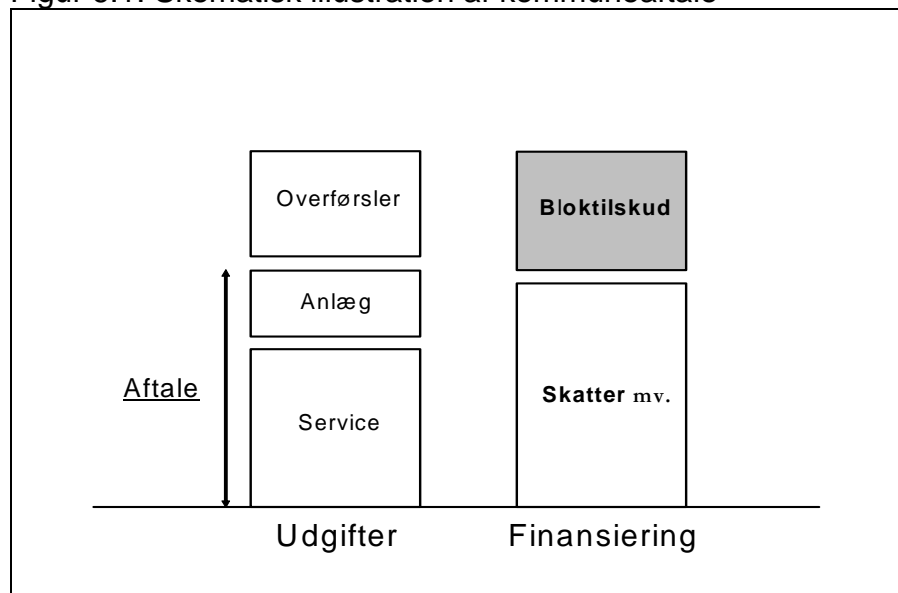 Overførsler
Bloktilskud
Anlæg
Aftale
Skatter mv.
Service
Udgifter
Finansiering